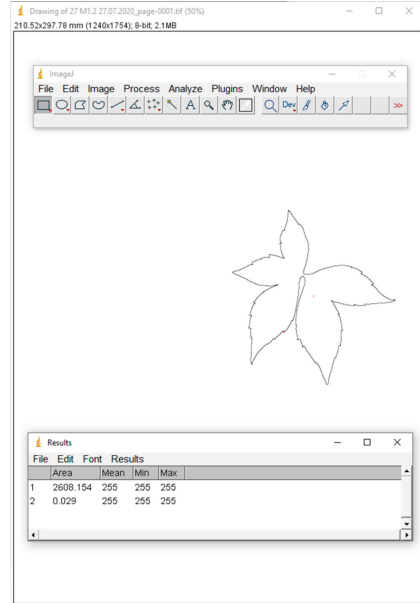 Drawing of 27 M1.2 27.07.2020_page-0001.tif (50%)
210.52x297.78 mm (1240x1754); 8-bit; 2.1MB
ImageJ
File Edit Image Process Analyze Plugins Window Help
A Dev >>
Results
File Edit Font Results
Area Mean Min Max
1 2608.154 255 255 255
2 0.029 255 255 255